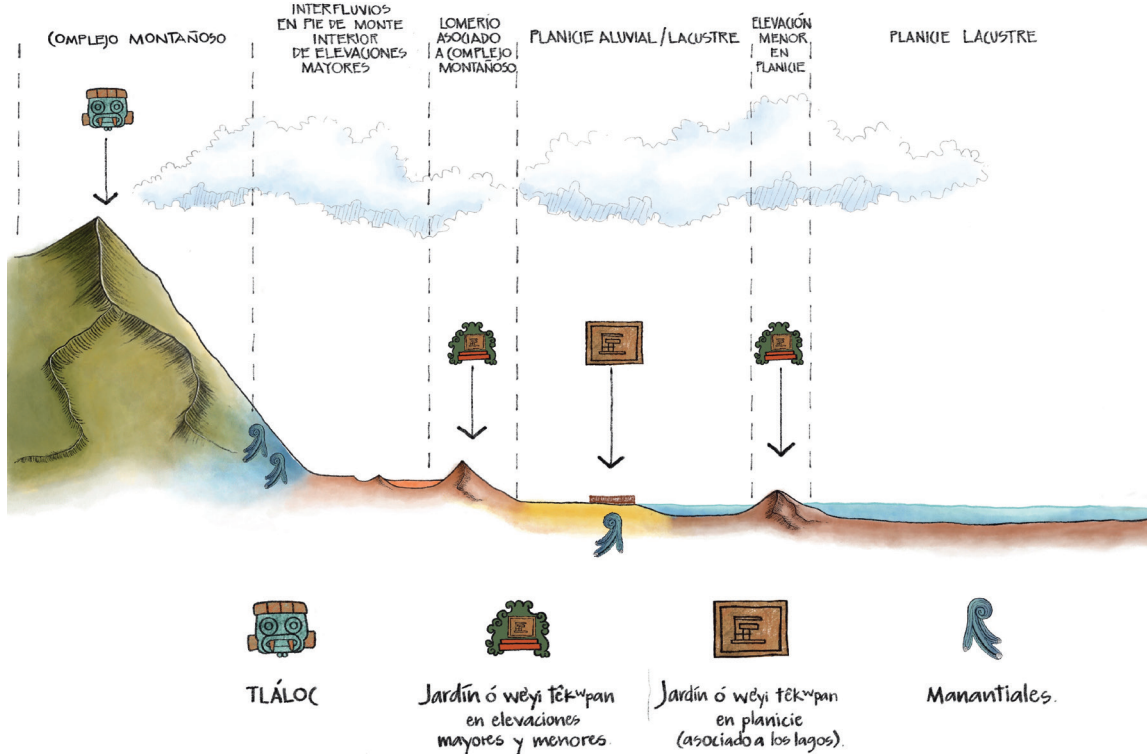 COMPLEJO MONTAÑOSO
INTERFLUVIOS
EN PIE DE MONTE
INTERIOR
DE ELEVACIONES
MAYORES
LOMERÍO
ASOCIADO
A COMPLEJO
MONTAÑOSO
PLANICIE ALUVIAL/LACUSTRE
ELEVACIÓN
MENOR
EN
PLANICIE
PLANICIE LACUSTRE
TLÁLOC
Jardín ó wēyi tēkʷpan
en elevaciones
mayores y menores.
Jardín ó wēyi tēkʷpan
en planicie
(asociado a los lagos).
Manantiales.